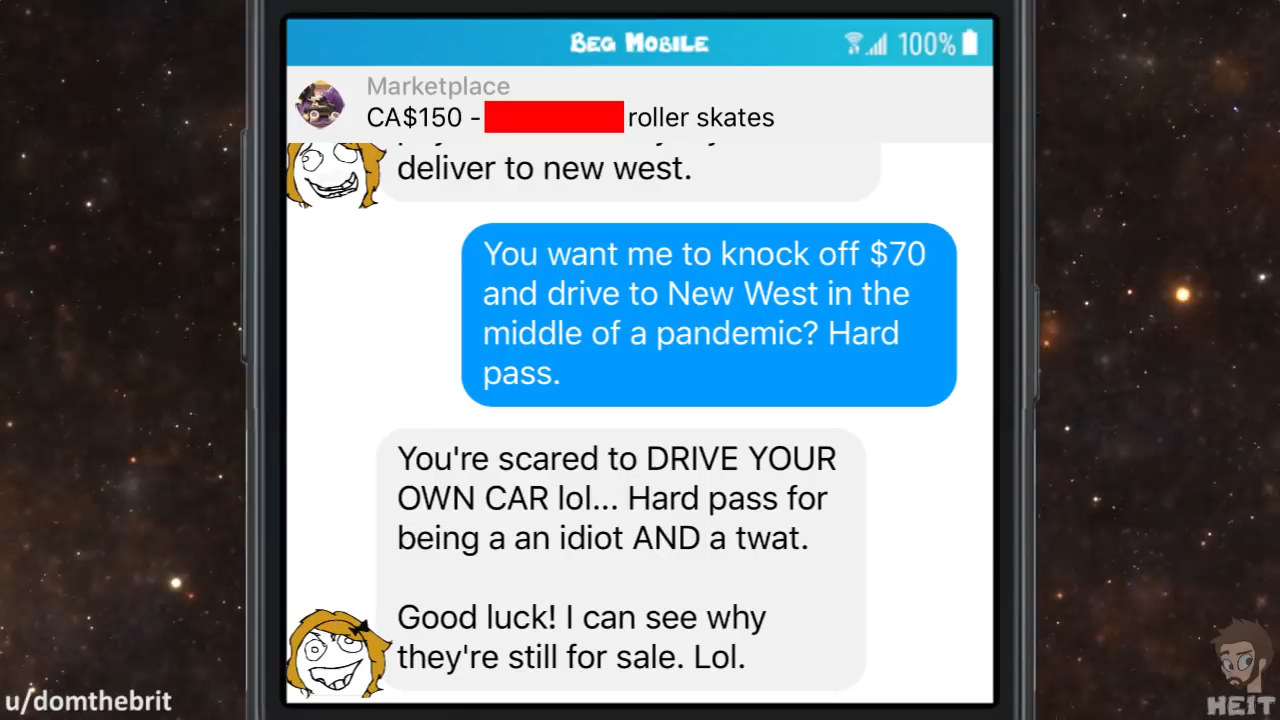 BEG MOBILE
100%
Marketplace
CA$150 - roller skates
deliver to new west.
You want me to knock off $70
and drive to New West in the
middle of a pandemic? Hard
pass.
You're scared to DRIVE YOUR
OWN CAR lol... Hard pass for
being a an idiot AND a twat.
Good luck! I can see why
they're still for sale. Lol.
u/domthebrit
HEIT